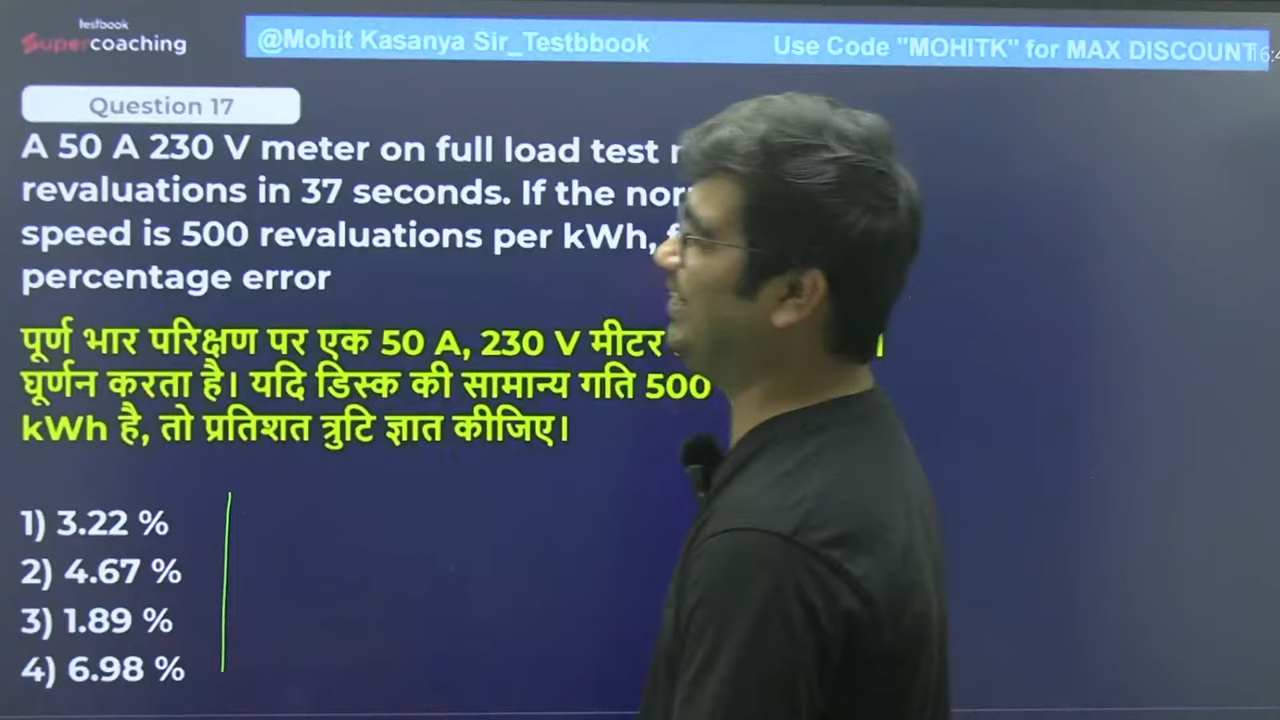 testbook
Supercoaching
@Mohit Kasanya Sir_Testbbook
Use Code "MOHITK" for MAX DISCOUNT
Question 17
A 50 A 230 V meter on full load test
revaluations in 37 seconds. If the
speed is 500 revaluations per kWh,
percentage error
पूर्ण भार परिक्षण पर एक 50 A, 230 V मीटर
घूर्णन करता है। यदि डिस्क की सामान्य गति 500
kWh है, तो प्रतिशत त्रुटि ज्ञात कीजिए।
1) 3.22 %
2) 4.67 %
3) 1.89 %
4) 6.98 %